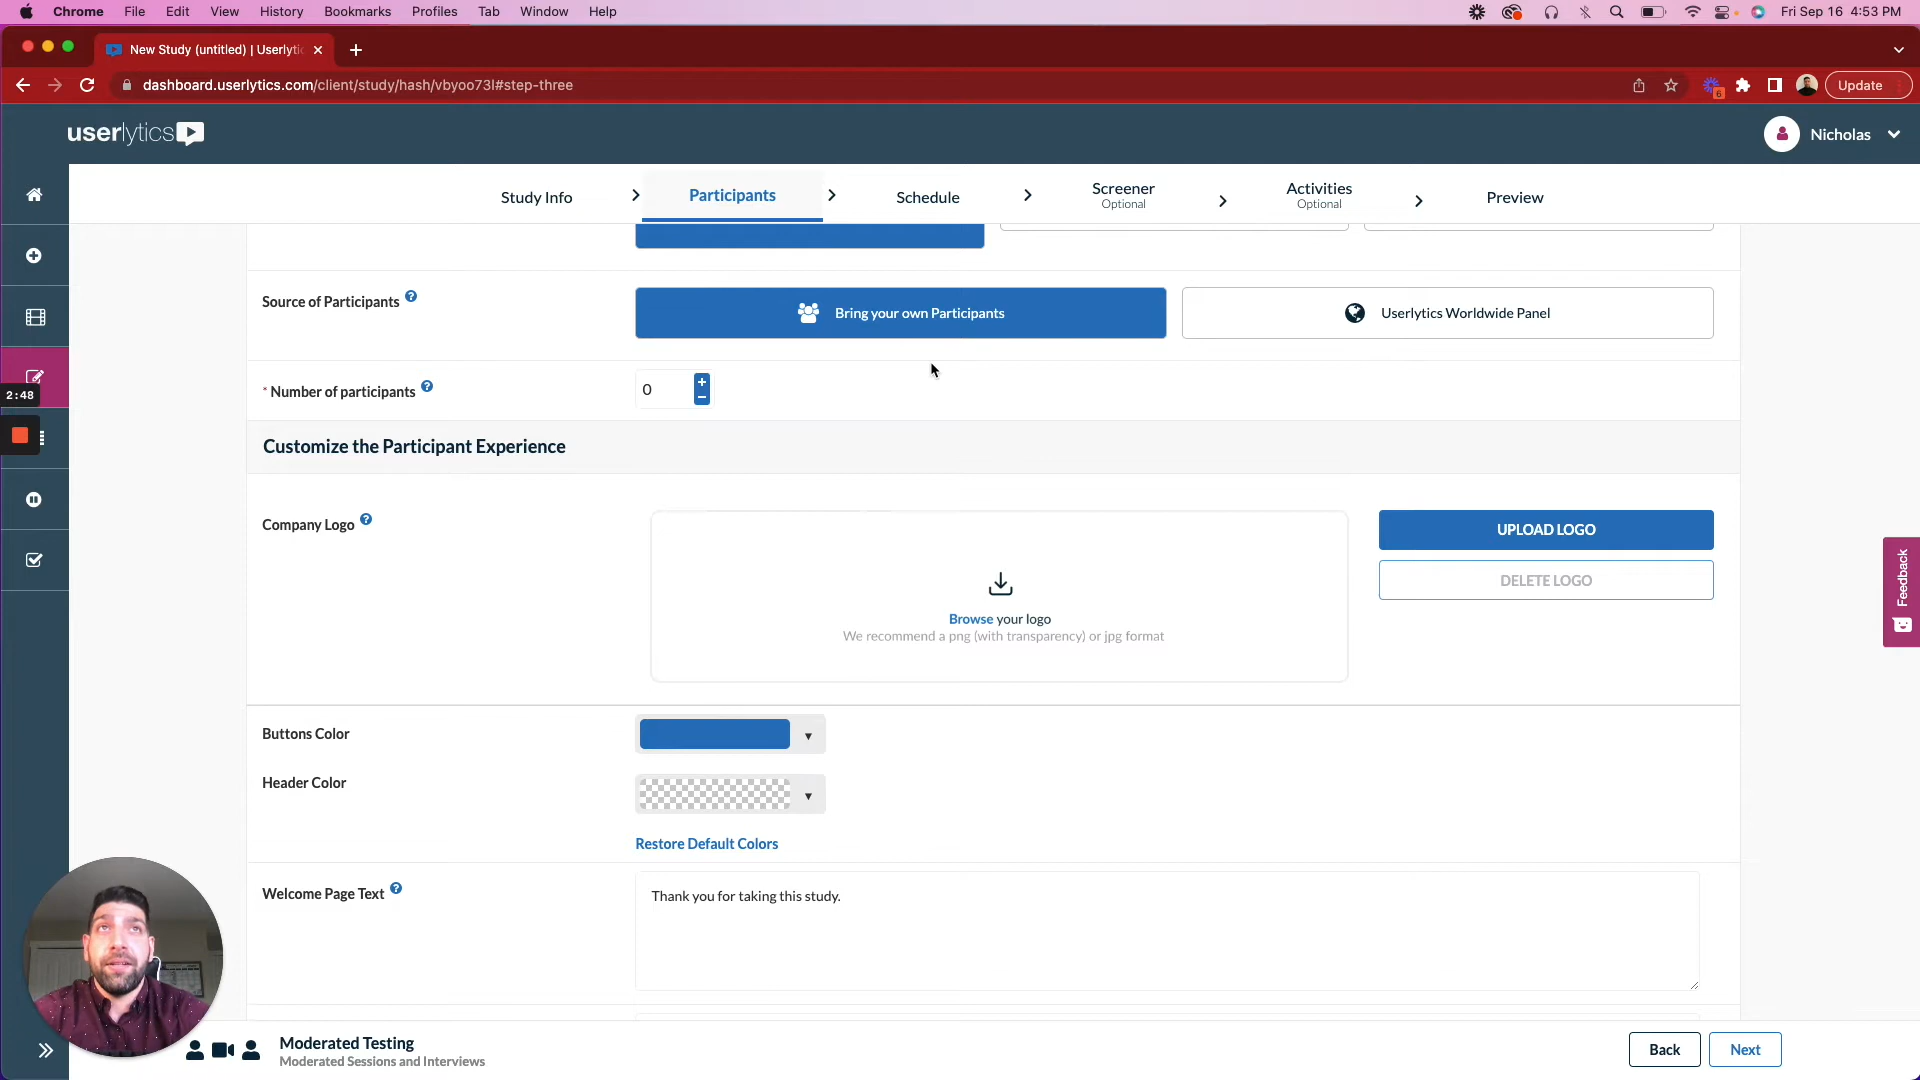 Chrome File Edit View History Bookmarks Profiles Tab Window Help
Fri Sep 16 4:53 PM
New Study (untitled) | Userlytic
dashboard.userlytics.com/client/study/hash/vbyoo73l#step-three
6
Update
userlytics
Nicholas
Study Info
Participants
Schedule
Screener
Optional
Activities
Optional
Preview
Source of Participants
Bring your own Participants
Userlytics Worldwide Panel
2:48
* Number of participants
0
Customize the Participant Experience
Company Logo
Browse your logo
We recommend a png (with transparency) or jpg format
UPLOAD LOGO
DELETE LOGO
Feedback
Buttons Color
Header Color
Restore Default Colors
Welcome Page Text
Thank you for taking this study.
Moderated Testing
Moderated Sessions and Interviews
Back
Next